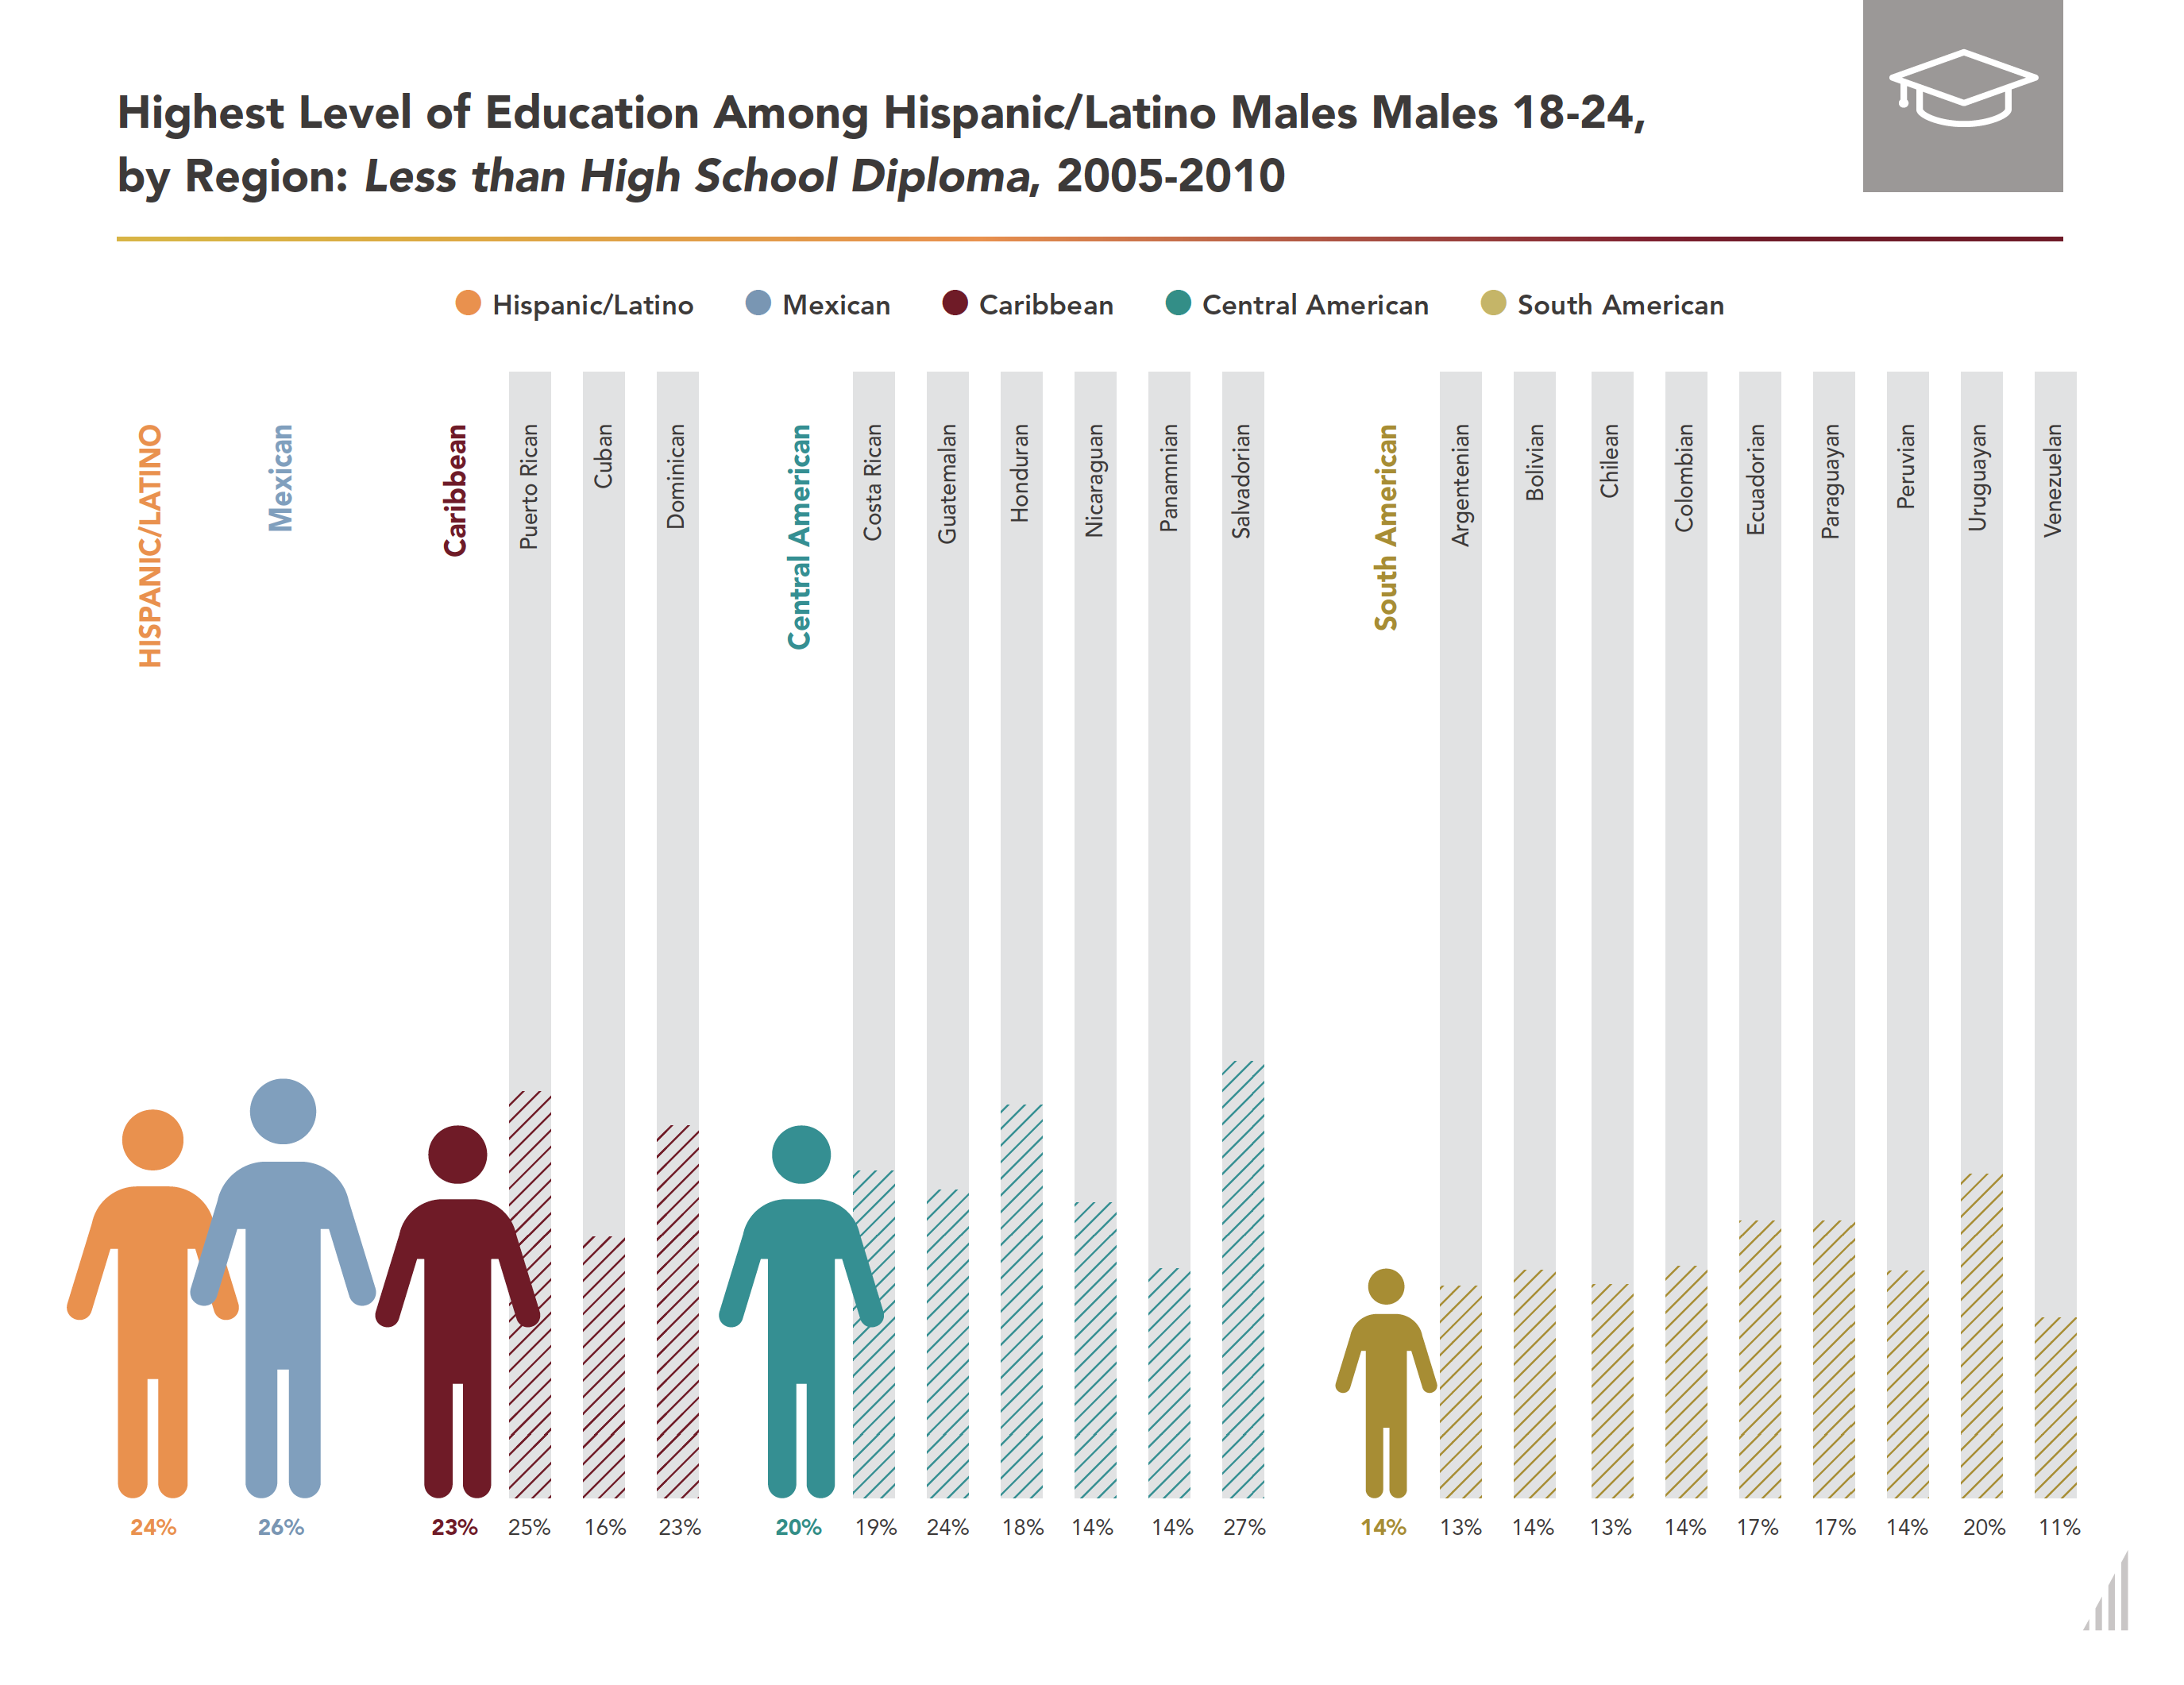 Highest Level of Education Among Hispanic/Latino Males Males 18-24,
by Region: Less than High School Diploma, 2005-2010
Hispanic/Latino
Mexican
Caribbean
Central American
South American
HISPANIC/LATINO
Mexican
Caribbean
Puerto Rican
Cuban
Dominican
Central American
Costa Rican
Guatemalan
Honduran
Nicaraguan
Panamnian
Salvadorian
South American
Argentenian
Bolivian
Chilean
Colombian
Ecuadorian
Paraguayan
Peruvian
Uruguayan
Venezuelan
24%
26%
23%
25%
16%
23%
20%
19%
24%
18%
14%
14%
27%
14%
13%
14%
13%
14%
17%
17%
14%
20%
11%